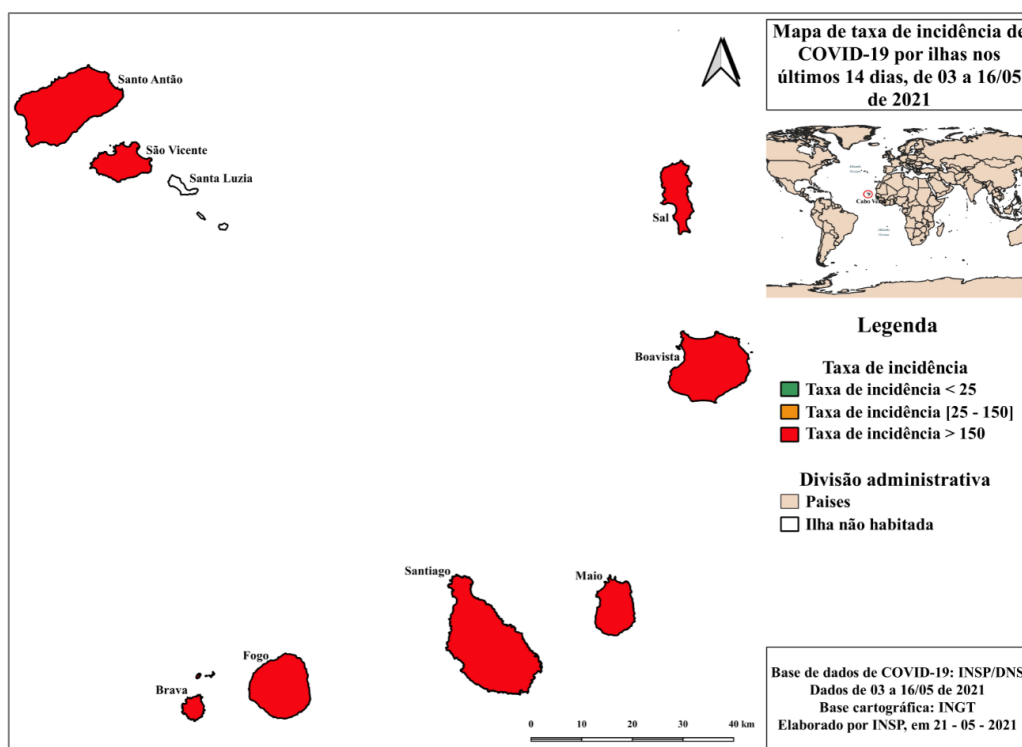 Mapa de taxa de incidência de
COVID-19 por ilhas nos
últimos 14 dias, de 03 a 16/05
de 2021
Santo Antão
São Vicente
Santa Luzia
Sal
Boavista
Santiago
Maio
Fogo
Brava
Legenda
Taxa de incidência
Taxa de incidência < 25
Taxa de incidência [25 - 150]
Taxa de incidência > 150
Divisão administrativa
Paises
Ilha não habitada
0 10 20 30 40 km
Base de dados de COVID-19: INSP/DNS
Dados de 03 a 16/05 de 2021
Base cartográfica: INGT
Elaborado por INSP, em 21 - 05 - 2021